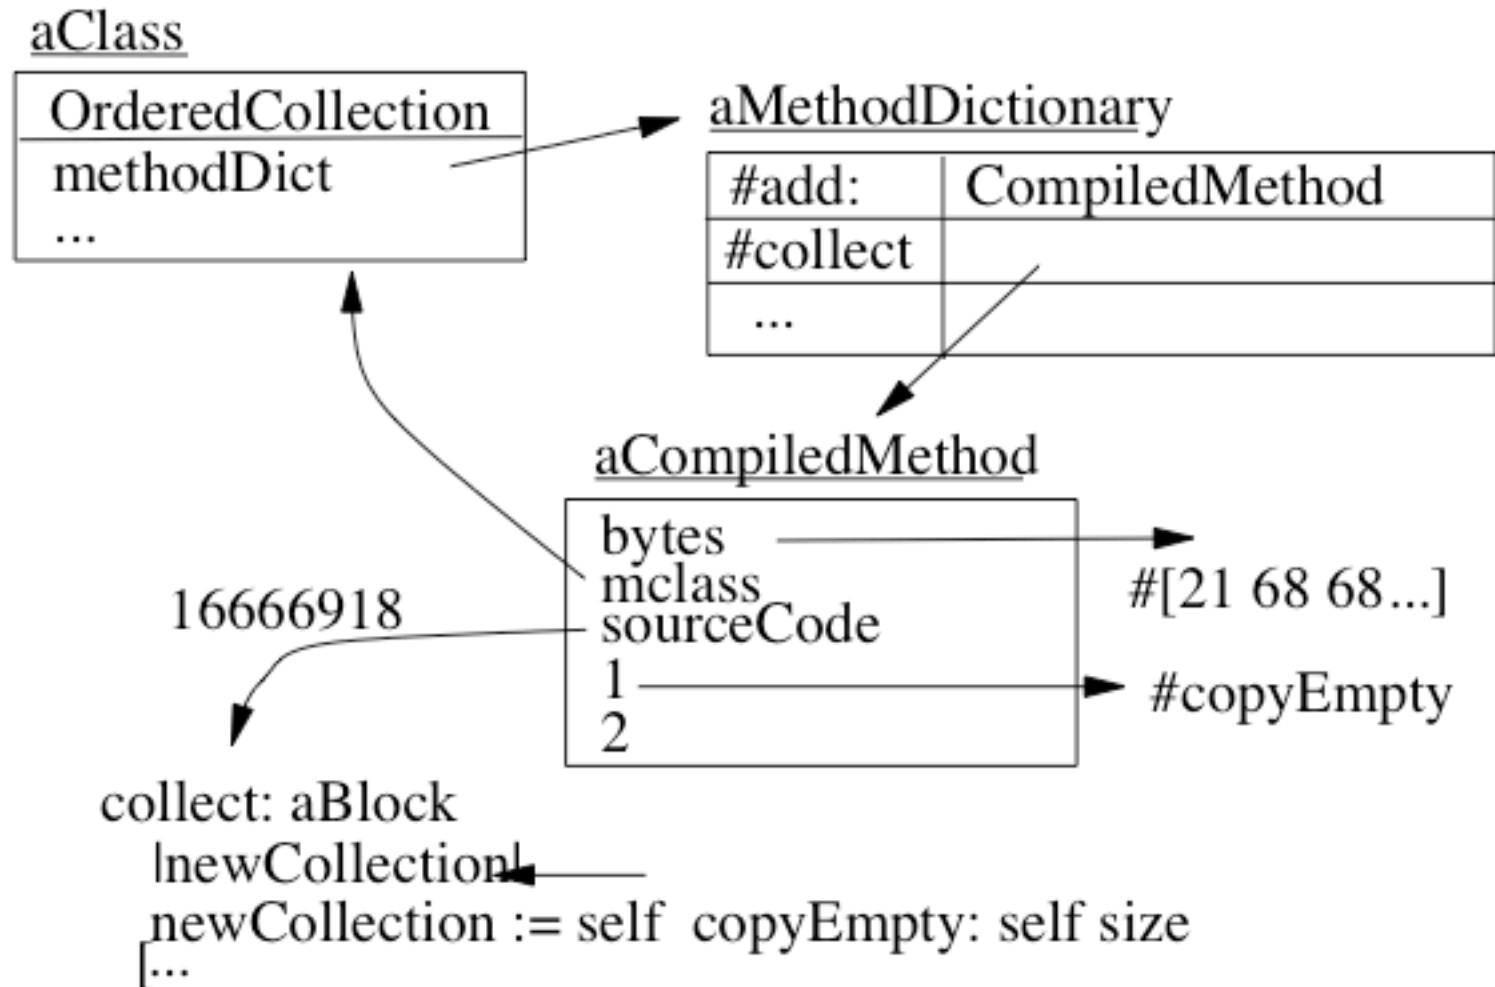 aClass
OrderedCollection
methodDict
...
aMethodDictionary
#add: CompiledMethod
#collect
...
aCompiledMethod
bytes
mclass
sourceCode
1
2
#[21 68 68...]
#copyEmpty
16666918
collect: aBlock
|newCollection|
newCollection := self copyEmpty: self size
[...